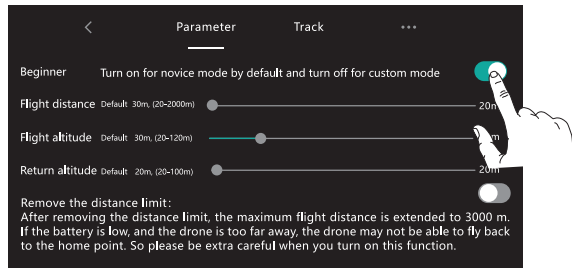 Parameter Track ...
Beginner Turn on for novice mode by default and turn off for custom mode
Flight distance Default 30m, (20-2000m) 20m
Flight altitude Default 30m, (20-120m)
Return altitude Default 20m, (20-100m) 20m
Remove the distance limit:
After removing the distance limit, the maximum flight distance is extended to 3000 m.
If the battery is low, and the drone is too far away, the drone may not be able to fly back
to the home point. So please be extra careful when you turn on this function.